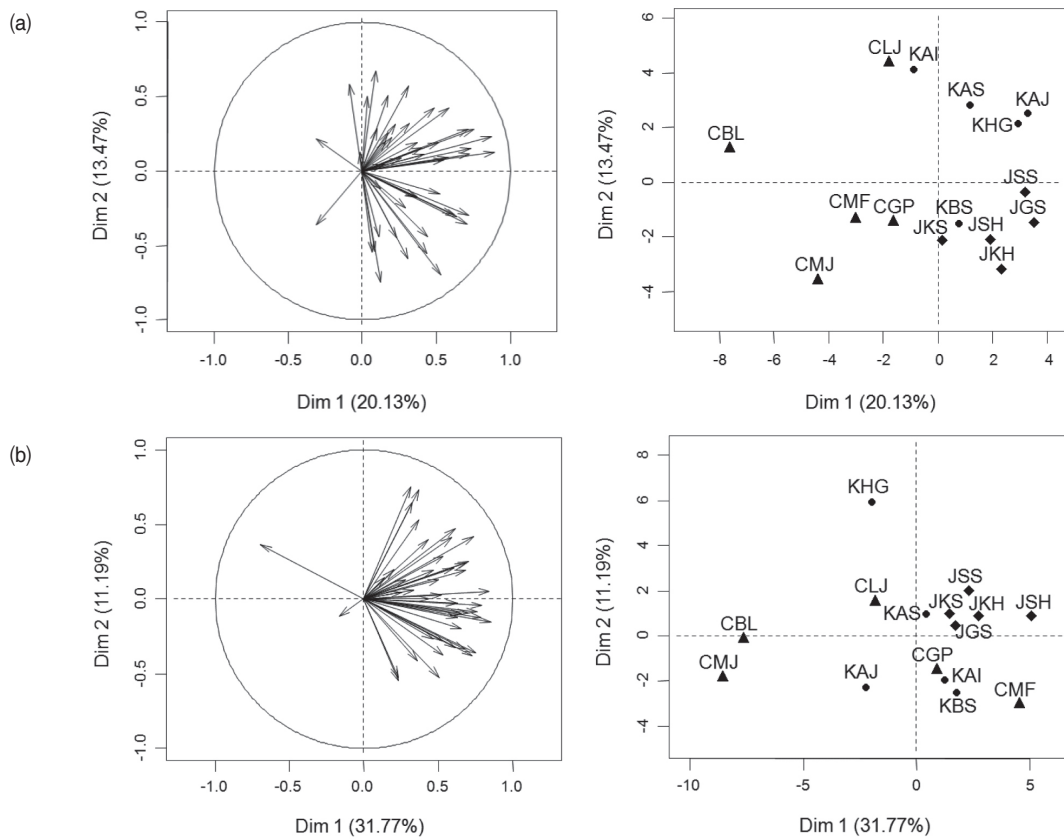 (a)
1.0
0.5
0.0
-0.5
-1.0
Dim 2 (13.47%)
-1.0 -0.5 0.0 0.5 1.0
Dim 1 (20.13%)
6
4
2
0
-2
-4
Dim 2 (13.47%)
CLJ KAI
KAS KAJ
KHG
CBL
JSS
CMF CGP KBS JGS
JKS JSH
JKH
CMJ
-8 -6 -4 -2 0 2 4
Dim 1 (20.13%)
(b)
1.0
0.5
0.0
-0.5
-1.0
Dim 2 (11.19%)
-1.0 -0.5 0.0 0.5 1.0
Dim 1 (31.77%)
8
6
4
2
0
-2
-4
Dim 2 (11.19%)
KHG
CLJ JSS
KAS JKS JKH JSH
JGS
CBL
CGP
CMJ KAJ KAI
KBS CMF
-10 -5 0 5
Dim 1 (31.77%)